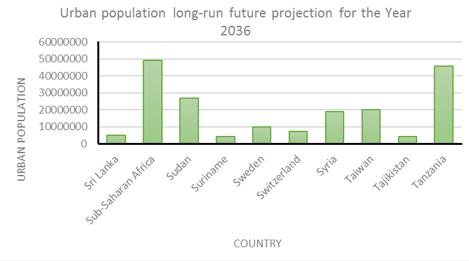 Urban population long-run future projection for the Year
2036
60000000
50000000
40000000
30000000
20000000
10000000
0
URBAN POPULATION
Sri Lanka
Sub-Saharan Africa
Sudan
Suriname
Sweden
Switzerland
Syria
Taiwan
Tajikistan
Tanzania
COUNTRY